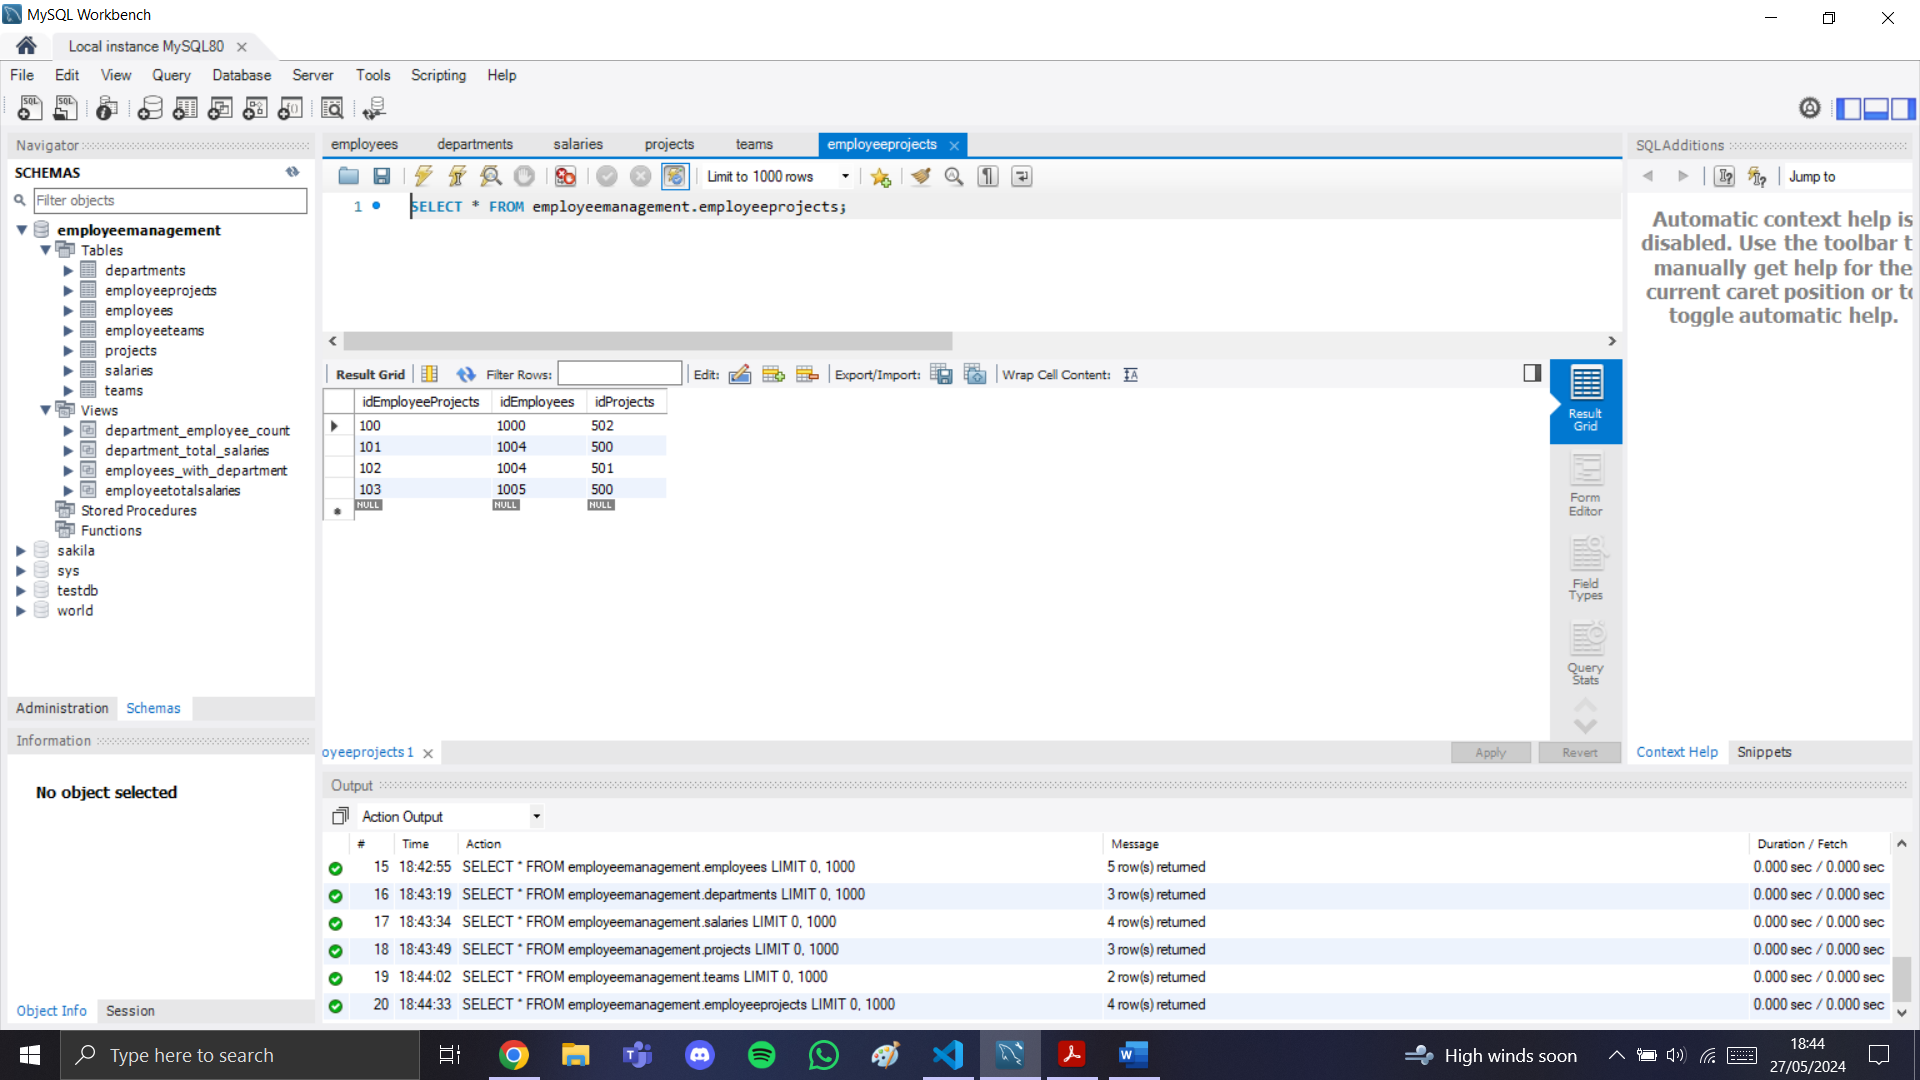 MySQL Workbench
Local instance MySQL80
File Edit View Query Database Server Tools Scripting Help
Navigator
SCHEMAS
Filter objects
employeemanagement
Tables
departments
employeeprojects
employees
employeeteams
projects
salaries
teams
Views
department_employee_count
department_total_salaries
employees_with_department
employeetotalsalaries
Stored Procedures
Functions
sakila
sys
testdb
world
Administration Schemas
Information
No object selected
Object Info Session
employees departments salaries projects teams employeeprojects
Limit to 1000 rows
1 SELECT * FROM employeemanagement.employeeprojects;
Result Grid Filter Rows: Edit: Export/Import: Wrap Cell Content:
idEmployeeProjects idEmployees idProjects
100 1000 502
101 1004 500
102 1004 501
103 1005 500
NULL NULL NULL
Result
Grid
Form
Editor
Field
Types
Query
Stats
oyeeprojects 1
Apply Revert
SQLAdditions
Jump to
Automatic context help is
disabled. Use the toolbar t
manually get help for the
current caret position or to
toggle automatic help.
Context Help Snippets
Output
Action Output
# Time Action Message Duration / Fetch
15 18:42:55 SELECT * FROM employeemanagement.employees LIMIT 0, 1000 5 row(s) returned 0.000 sec / 0.000 sec
16 18:43:19 SELECT * FROM employeemanagement.departments LIMIT 0, 1000 3 row(s) returned 0.000 sec / 0.000 sec
17 18:43:34 SELECT * FROM employeemanagement.salaries LIMIT 0, 1000 4 row(s) returned 0.000 sec / 0.000 sec
18 18:43:49 SELECT * FROM employeemanagement.projects LIMIT 0, 1000 3 row(s) returned 0.000 sec / 0.000 sec
19 18:44:02 SELECT * FROM employeemanagement.teams LIMIT 0, 1000 2 row(s) returned 0.000 sec / 0.000 sec
20 18:44:33 SELECT * FROM employeemanagement.employeeprojects LIMIT 0, 1000 4 row(s) returned 0.000 sec / 0.000 sec
Type here to search
High winds soon
18:44
27/05/2024